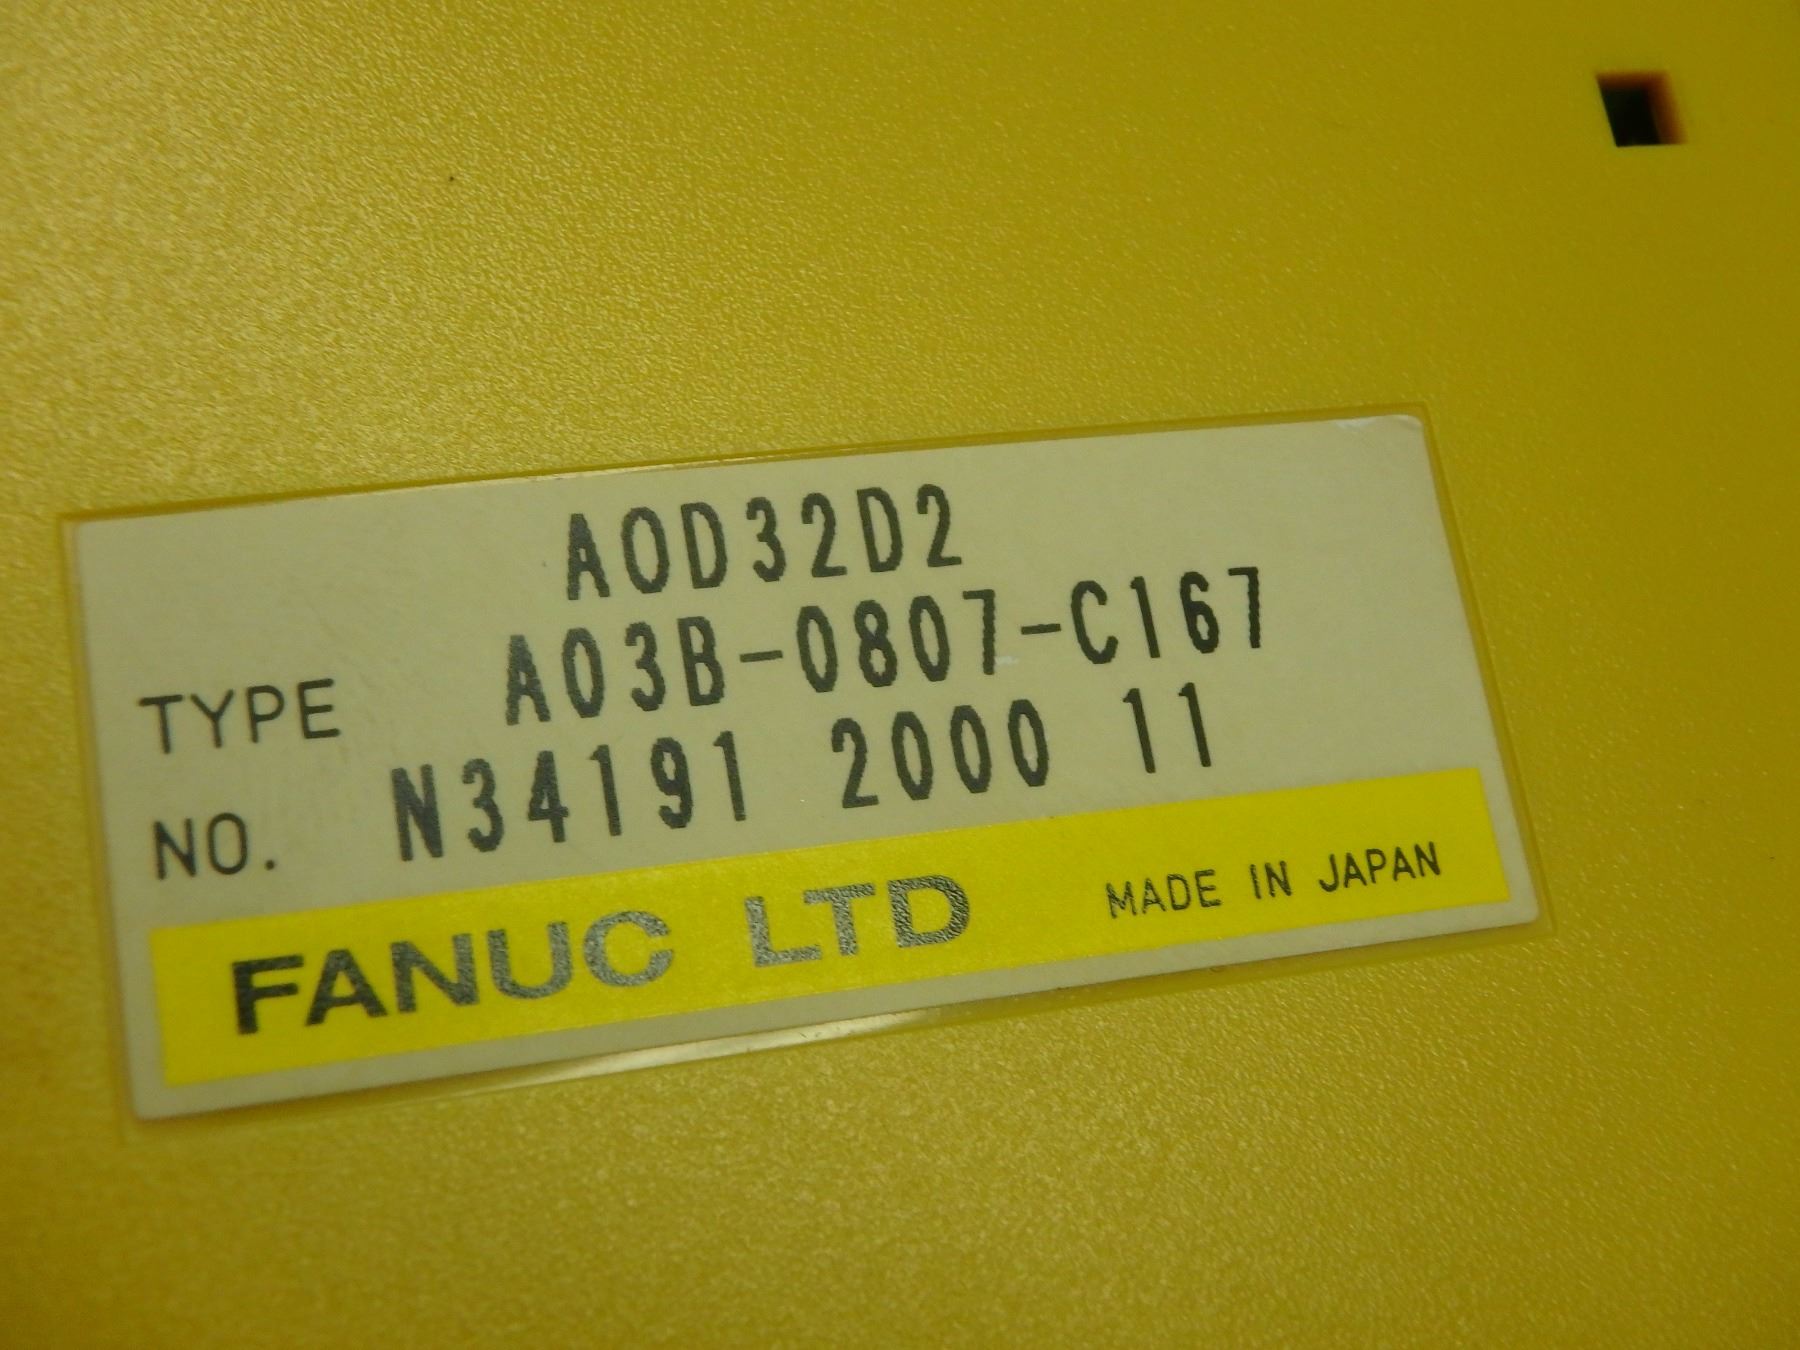 AOD32D2
TYPE A03B-0807-C167
NO. N34191 2000 11
FANUC LTD MADE IN JAPAN